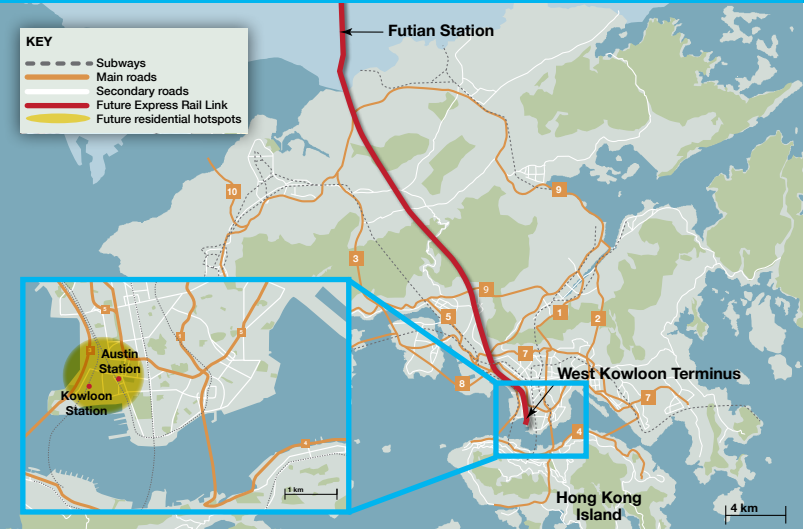 Futian Station
KEY
Subways
Main roads
Secondary roads
Future Express Rail Link
Future residential hotspots
10
9
3
9
5
1
2
7
8
West Kowloon Terminus
7
4
Hong Kong
Island
4 km
Austin
Station
Kowloon
Station
4
1 km